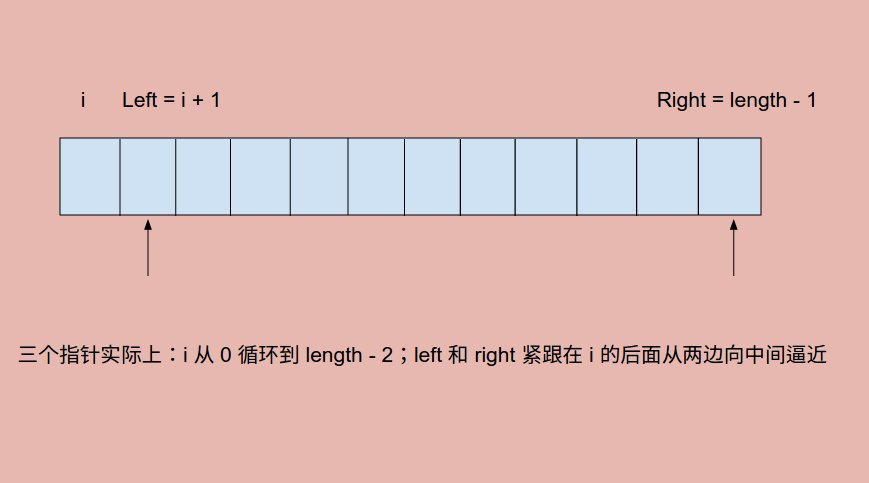 i Left = i + 1 Right = length - 1
三个指针实际上：i 从 0 循环到 length - 2；left 和 right 紧跟在 i 的后面从两边向中间逼近